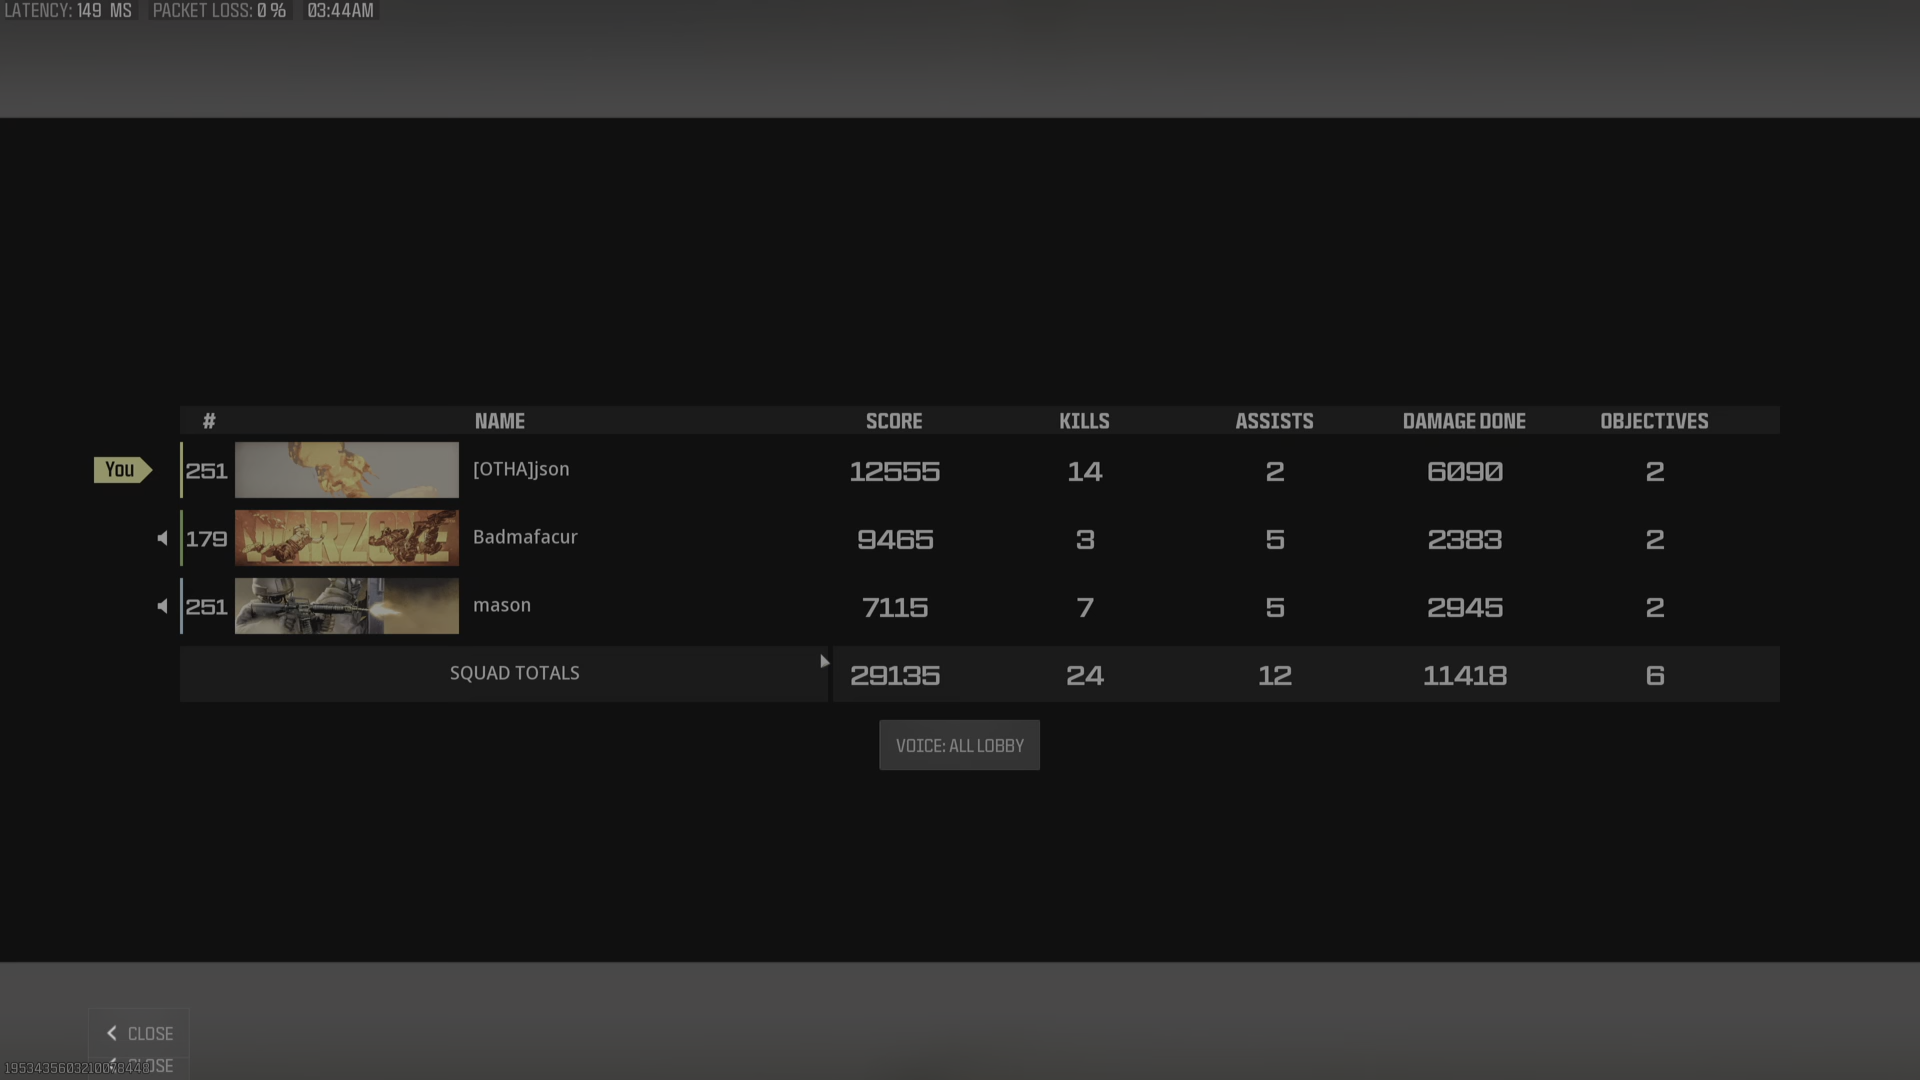 LATENCY: 149 MS PACKET LOSS: 0 % 03:44AM
# NAME SCORE KILLS ASSISTS DAMAGE DONE OBJECTIVES
You 251 [OTHA]json 12555 14 2 6090 2
179 WARZONE Badmafacur 9465 3 5 2383 2
251 mason 7115 7 5 2945 2
SQUAD TOTALS 29135 24 12 11418 6
VOICE: ALL LOBBY
CLOSE
CLOSE